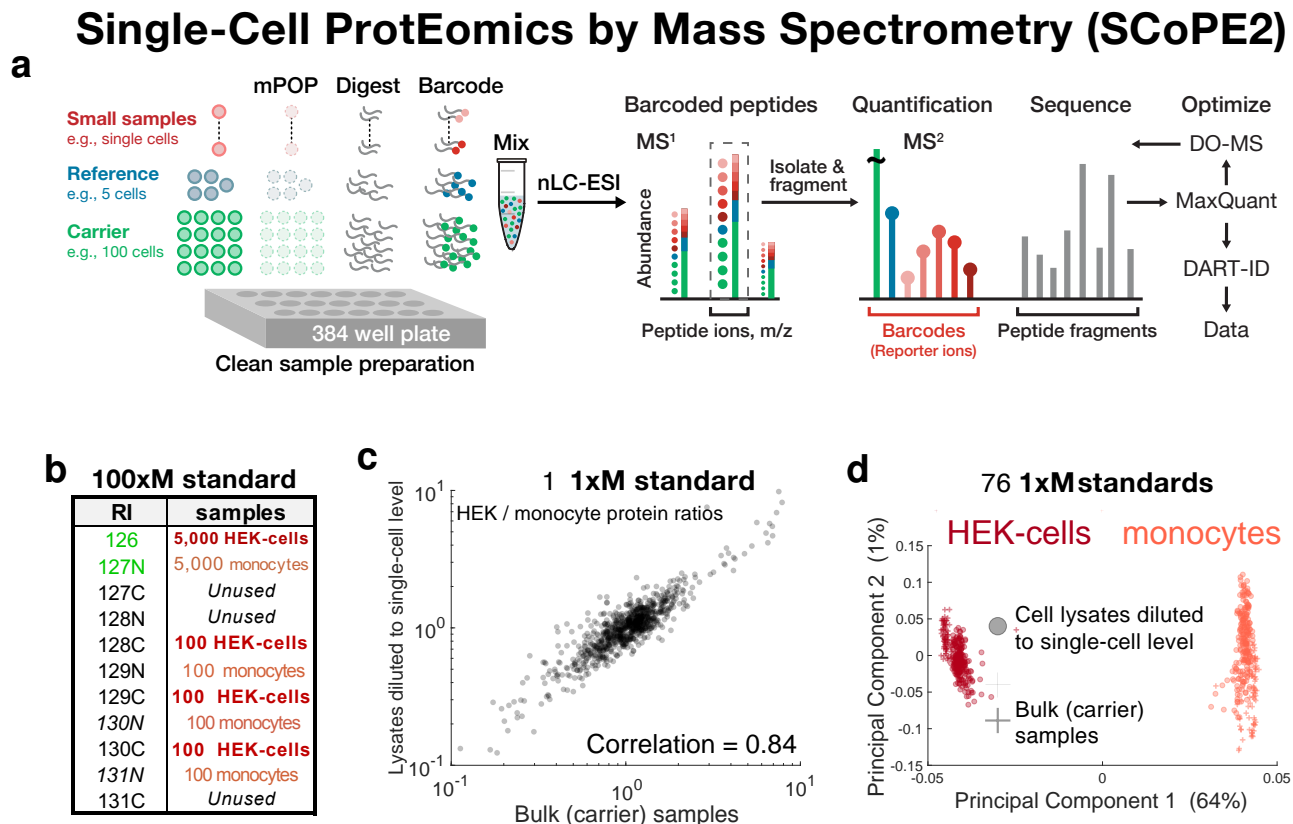 Single-Cell ProtEomics by Mass Spectrometry (SCoPE2)
a
mPOP Digest Barcode
Small samples
e.g., single cells
Reference
e.g., 5 cells
Carrier
e.g., 100 cells
384 well plate
Clean sample preparation
Mix
nLC-ESI
Barcoded peptides
MS¹
Abundance
Peptide ions, m/z
Isolate &
fragment
Quantification
MS²
Barcodes
(Reporter ions)
Sequence
Peptide fragments
Optimize
DO-MS
MaxQuant
DART-ID
Data
b
100xM standard
RI samples
126 5,000 HEK-cells
127N 5,000 monocytes
127C Unused
128N Unused
128C 100 HEK-cells
129N 100 monocytes
129C 100 HEK-cells
130N 100 monocytes
130C 100 HEK-cells
131N 100 monocytes
131C Unused
c
1 1xM standard
HEK / monocyte protein ratios
Lysates diluted to single-cell level
10¹
10⁰
10⁻¹
Correlation = 0.84
10⁻¹ 10⁰ 10¹
Bulk (carrier) samples
d
76 1xM standards
HEK-cells monocytes
Principal Component 2 (1%)
0.15
0.1
0.05
0
-0.05
-0.1
-0.15
Cell lysates diluted
to single-cell level
Bulk (carrier)
samples
-0.05 0 0.05
Principal Component 1 (64%)